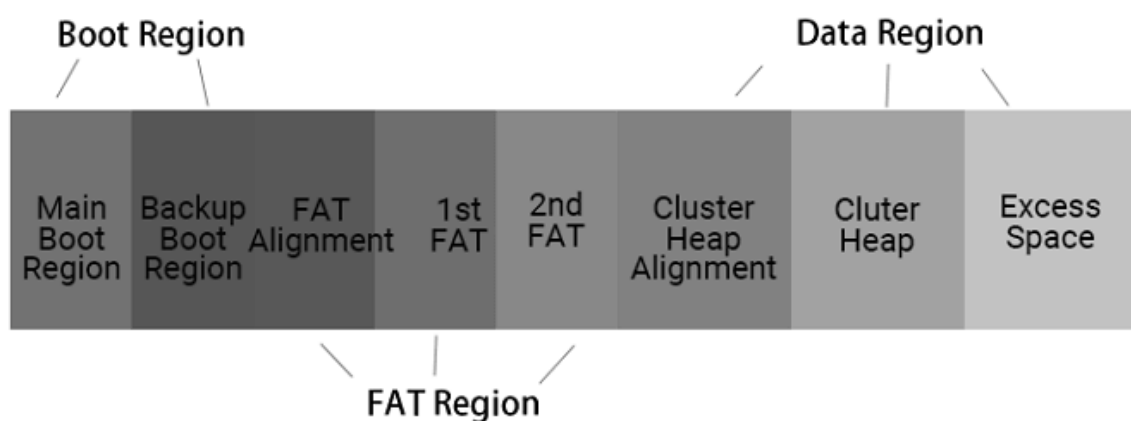 Boot Region
Data Region
Main
Boot
Region
Backup
Boot
Region
FAT
Alignment
1st
FAT
2nd
FAT
Cluster
Heap
Alignment
Cluter
Heap
Excess
Space
FAT Region